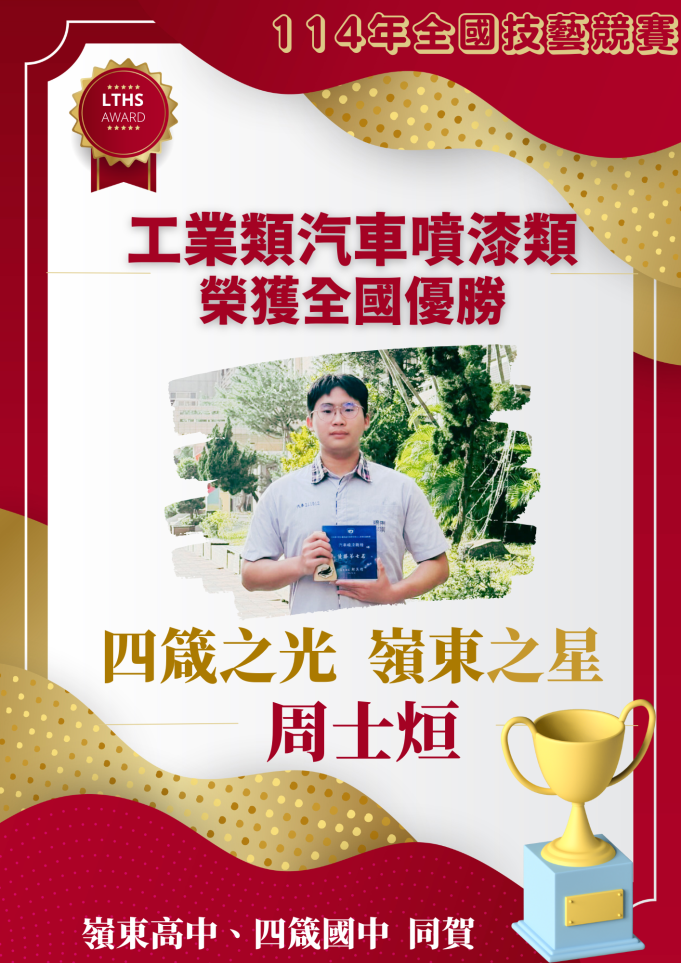 114年全國技藝競賽
LTHS
AWARD
工業類汽車噴漆類
榮獲全國優勝
四箴之光 嶺東之星
周士烜
嶺東高中、四箴國中 同賀